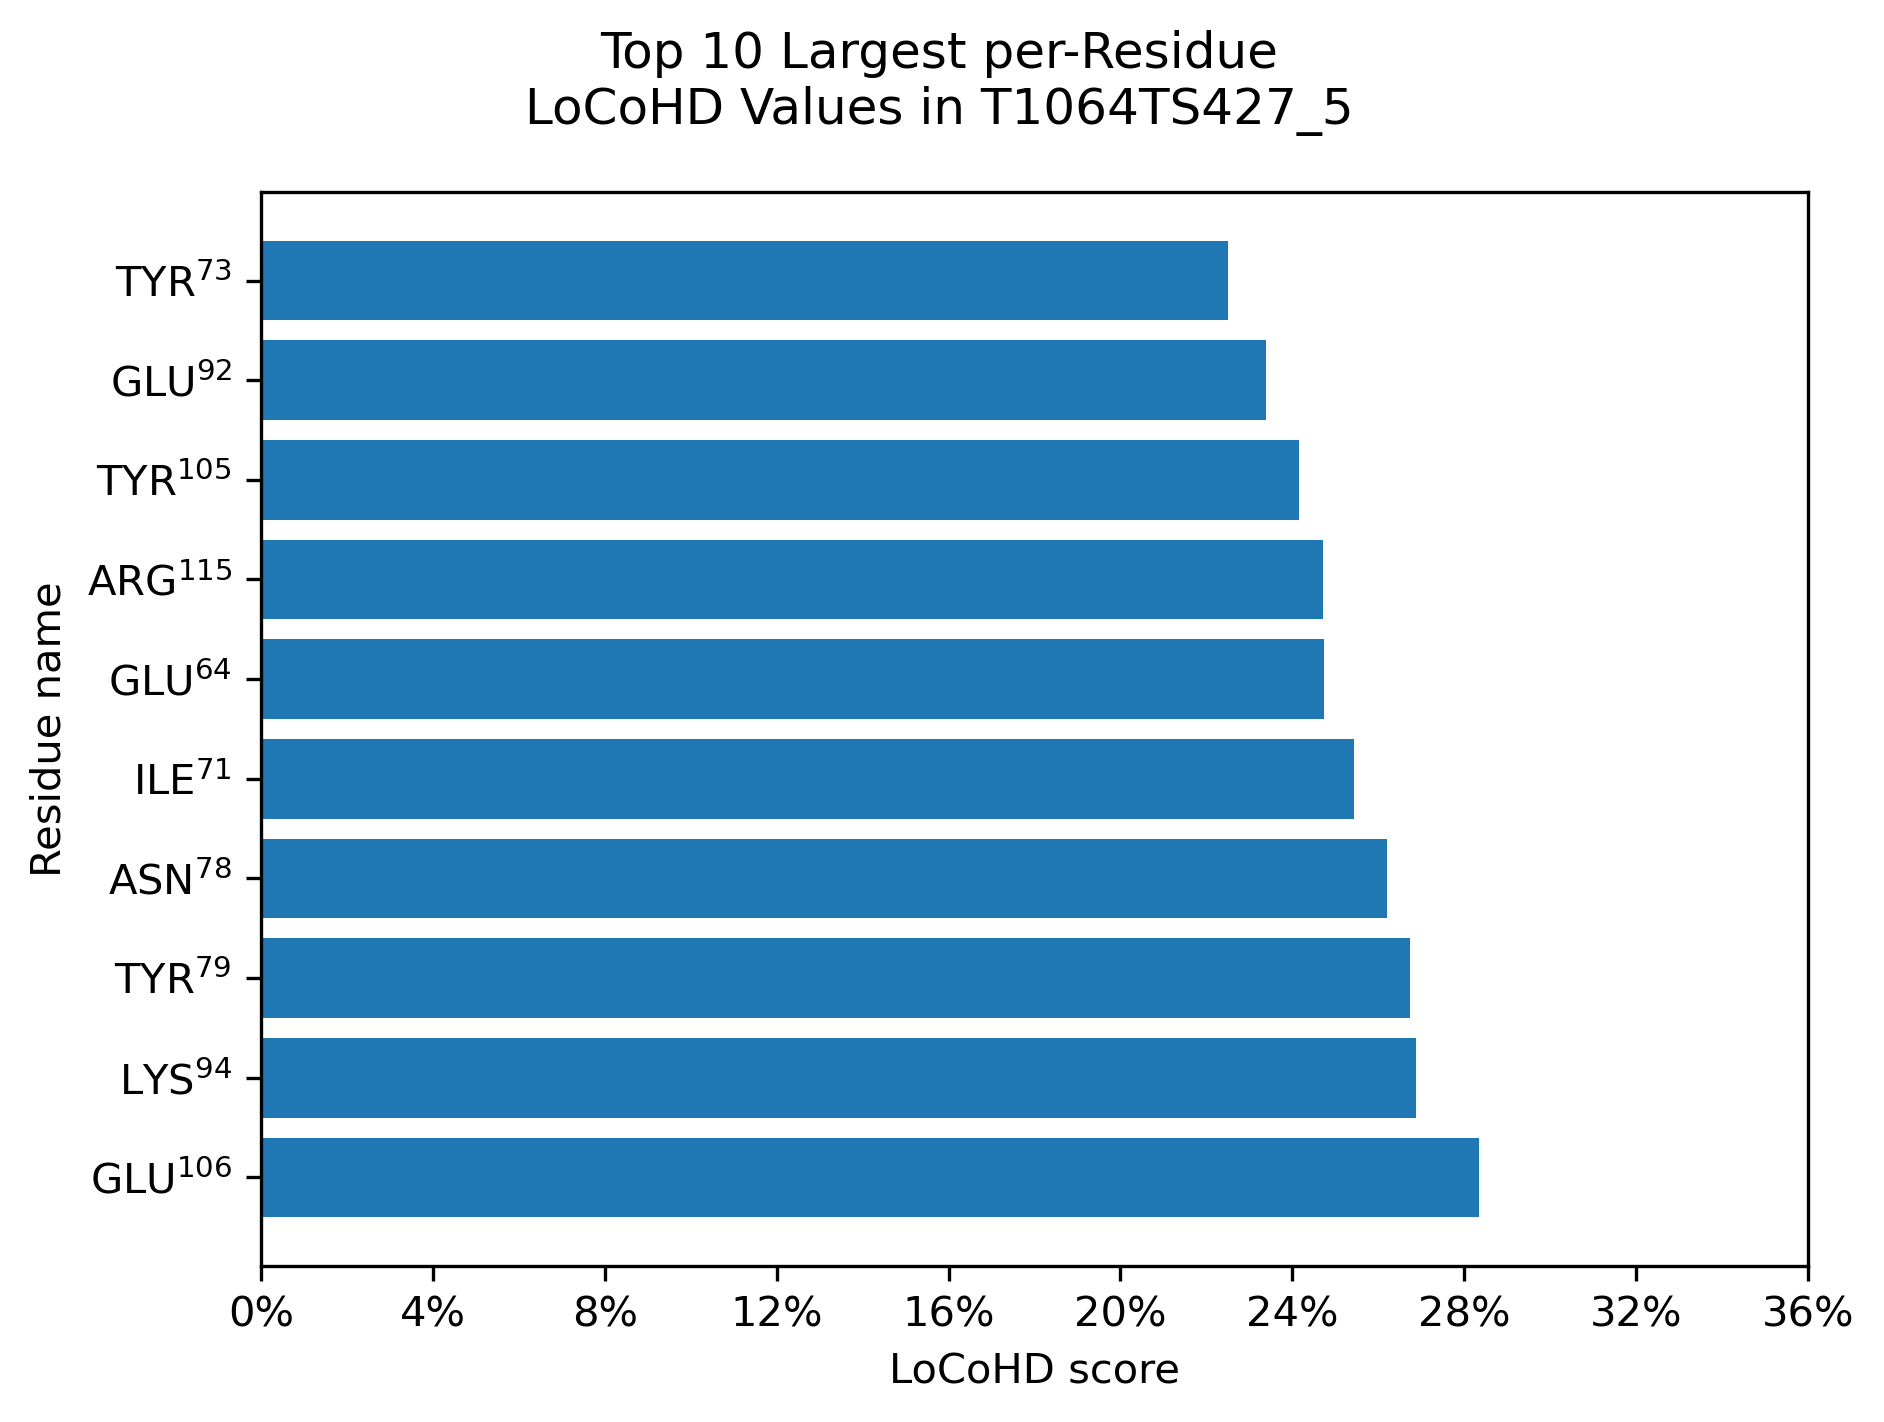 Top 10 Largest per-Residue
LoCoHD Values in T1064TS427_5
Residue name
TYR⁷³
GLU⁹²
TYR¹⁰⁵
ARG¹¹⁵
GLU⁶⁴
ILE⁷¹
ASN⁷⁸
TYR⁷⁹
LYS⁹⁴
GLU¹⁰⁶
0% 4% 8% 12% 16% 20% 24% 28% 32% 36%
LoCoHD score